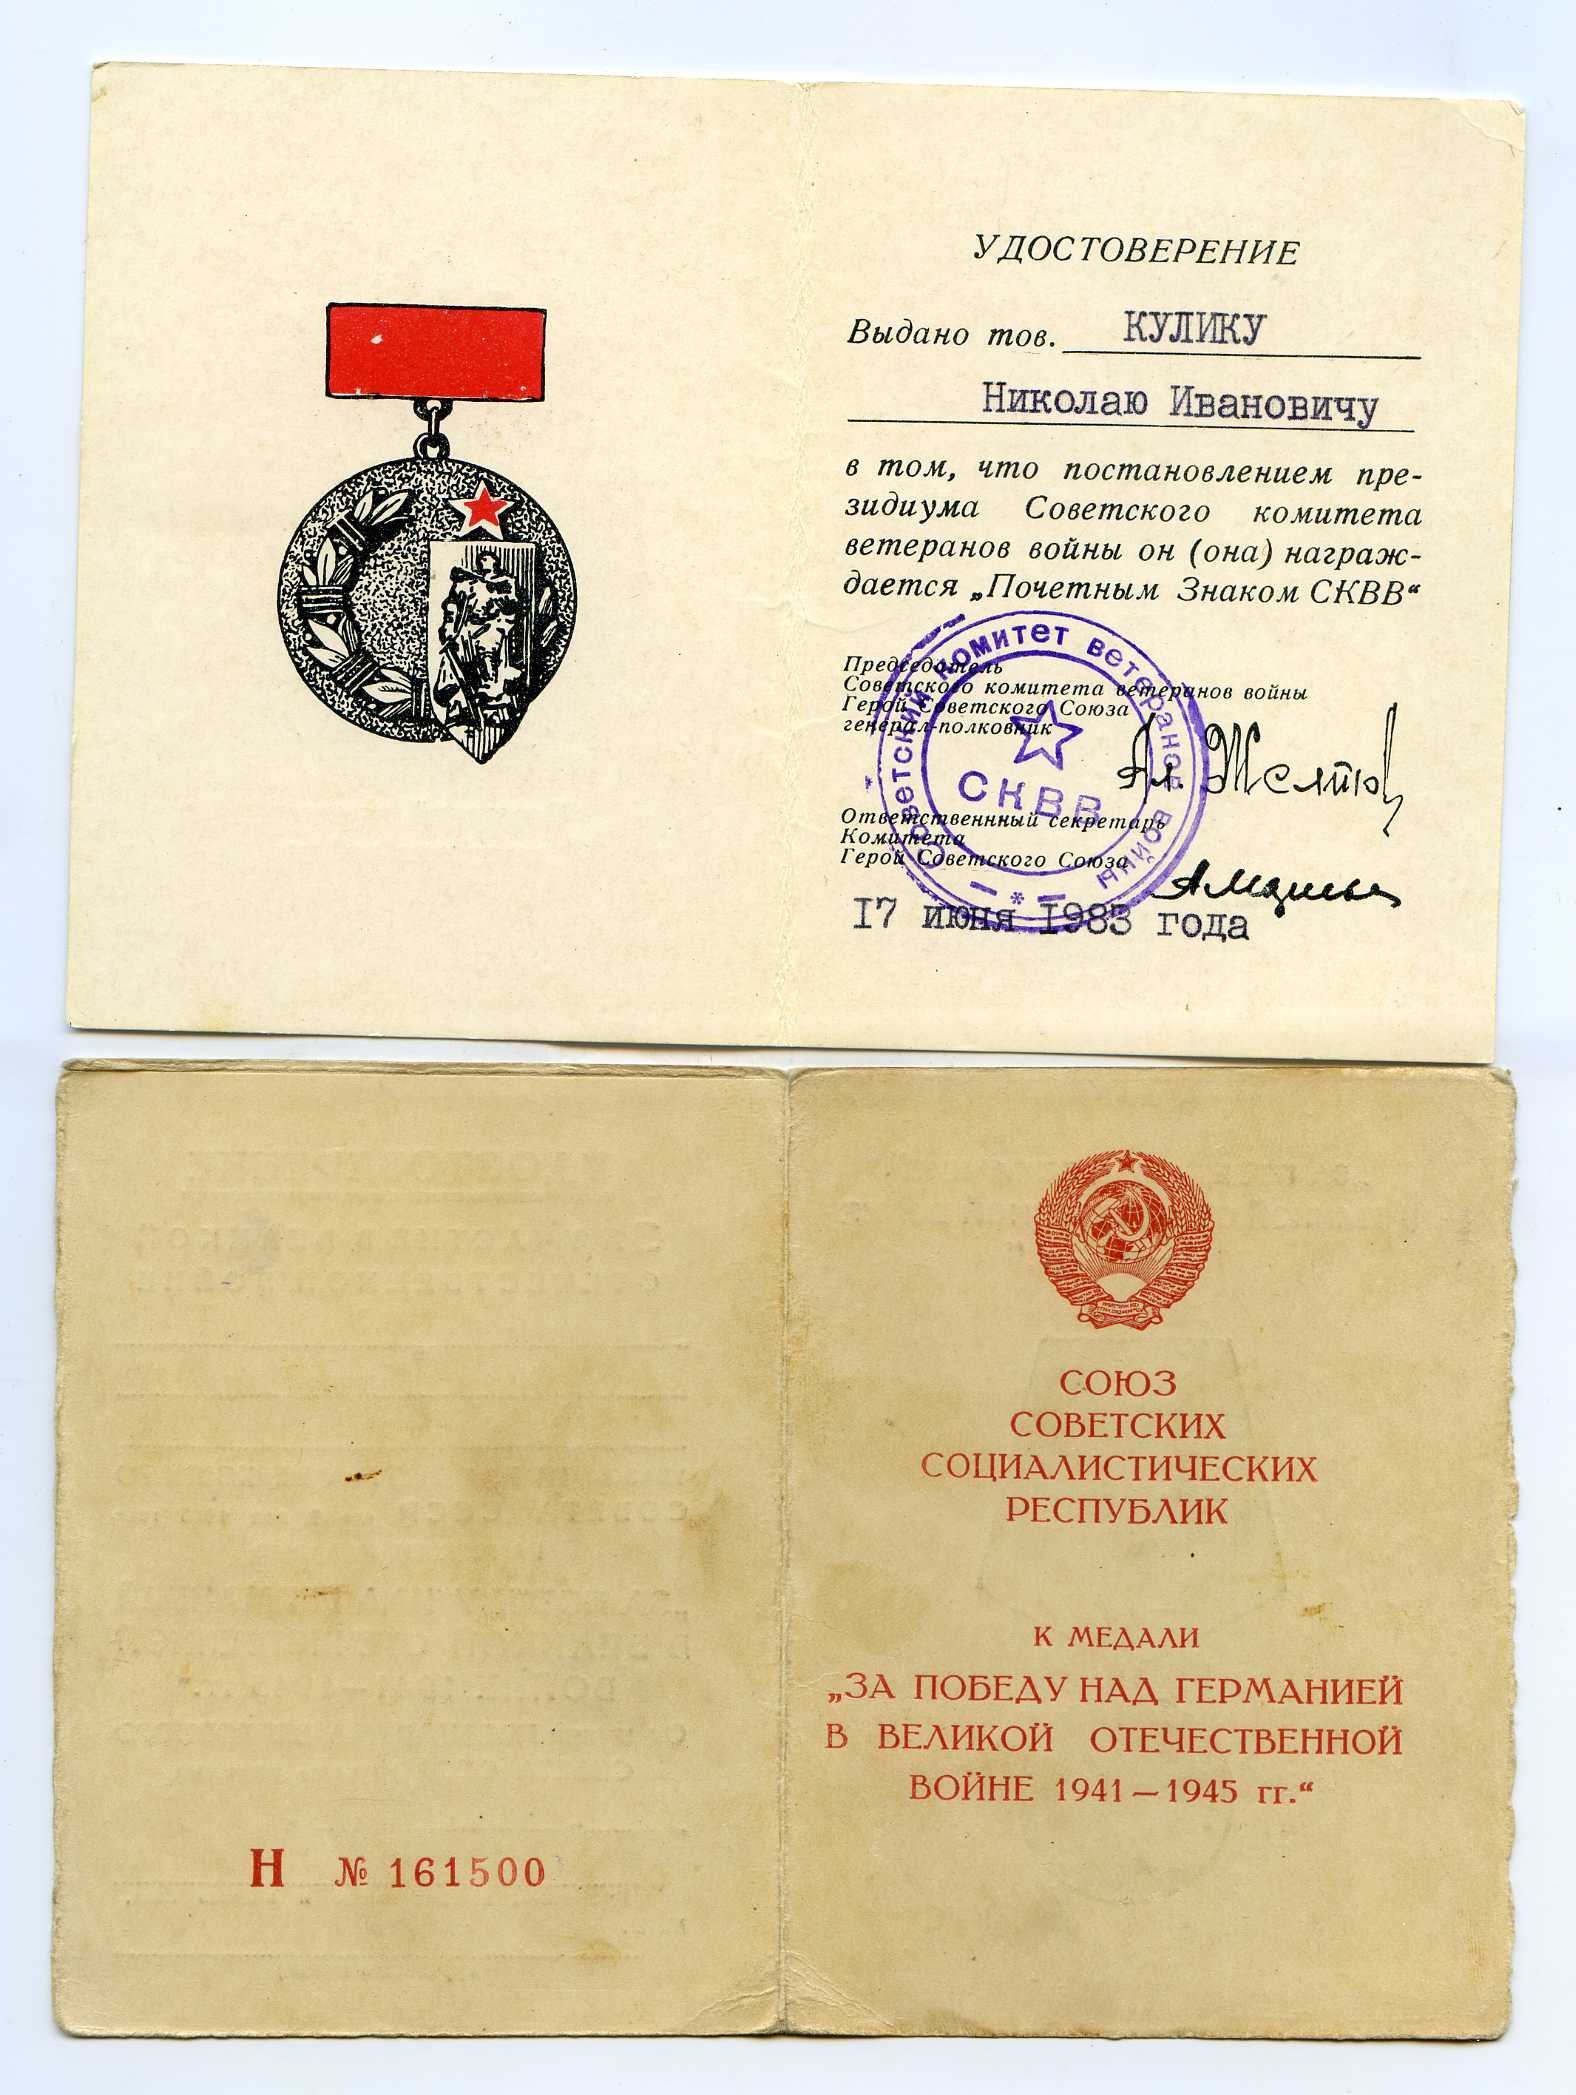 УДОСТОВЕРЕНИЕ
Выдано тов. КУЛИКУ
Николаю Ивановичу
в том, что постановлением пре-
зидиума Советского комитета
ветеранов войны он (она) награж-
дается „Почетным Знаком СКВВ“
Председатель
Советского комитета ветеранов войны
Герой Советского Союза
генерал-полковник
Советский комитет ветеранов войны
СКВВ
Ответственнный секретарь
Комитета
Герой Советского Союза
17 июня 1983 года
СОЮЗ
СОВЕТСКИХ
СОЦИАЛИСТИЧЕСКИХ
РЕСПУБЛИК
К МЕДАЛИ
„ЗА ПОБЕДУ НАД ГЕРМАНИЕЙ
В ВЕЛИКОЙ ОТЕЧЕСТВЕННОЙ
ВОЙНЕ 1941—1945 гг.“
Н № 161500